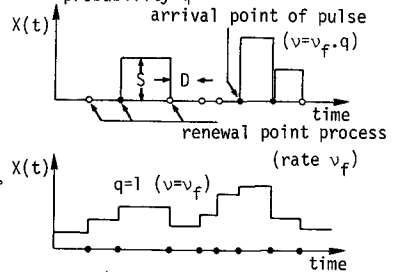 probability q
X(t)
arrival point of pulse
(ν=ν_f.q)
S
D
time
renewal point process
(rate ν_f)
X(t)
q=1 (ν=ν_f)
time